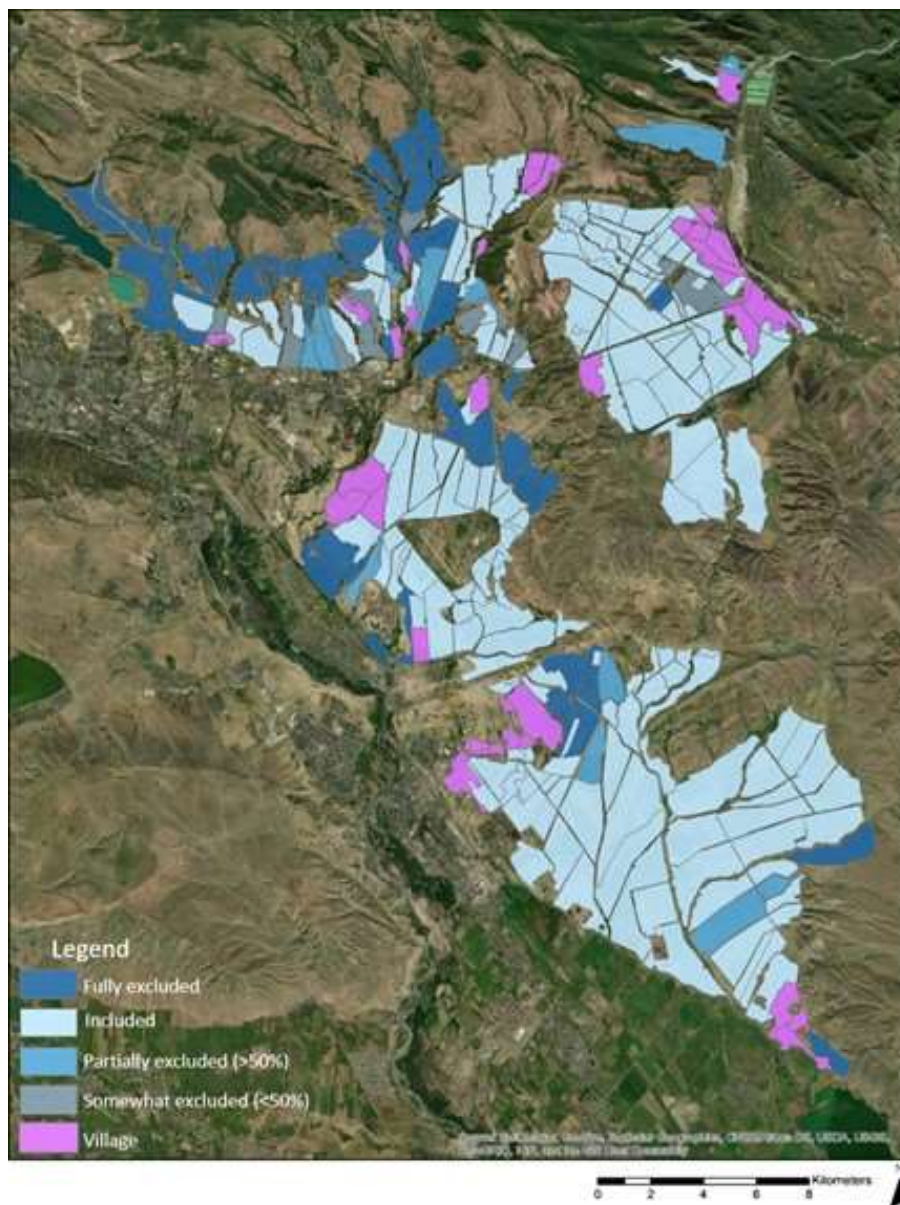 Legend
Fully excluded
Included
Partially excluded (>50%)
Somewhat excluded (<50%)
Village
Kilometers
0 2 4 6 8